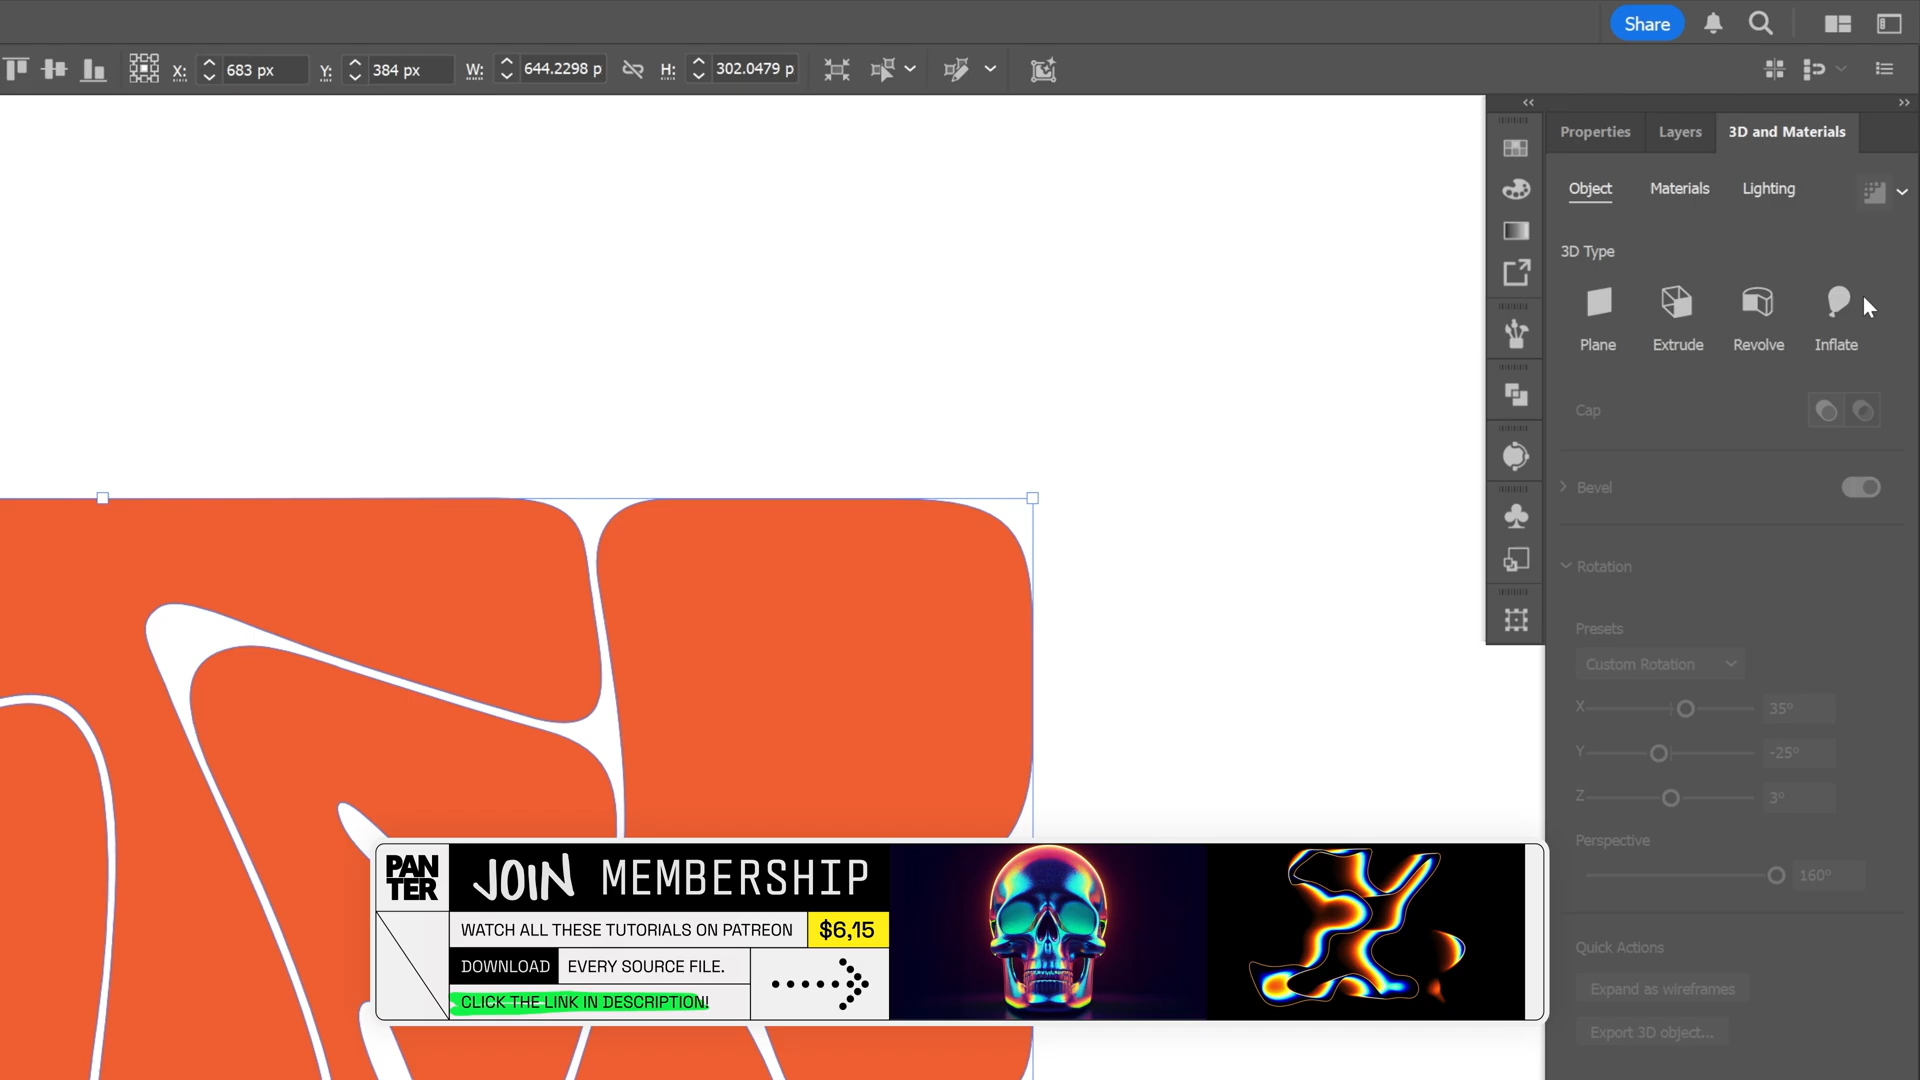 Share
X: 683 px Y: 384 px W: 644.2298 p H: 302.0479 p
Properties Layers 3D and Materials
Object Materials Lighting
3D Type
Plane Extrude Revolve Inflate
Cap
Bevel
Rotation
Presets
Custom Rotation
X 35°
Y -25°
Z 3°
Perspective
160°
Quick Actions
Expand as wireframes
Export 3D object...
PAN
TER
JOIN MEMBERSHIP
WATCH ALL THESE TUTORIALS ON PATREON $6,15
DOWNLOAD EVERY SOURCE FILE.
CLICK THE LINK IN DESCRIPTION!